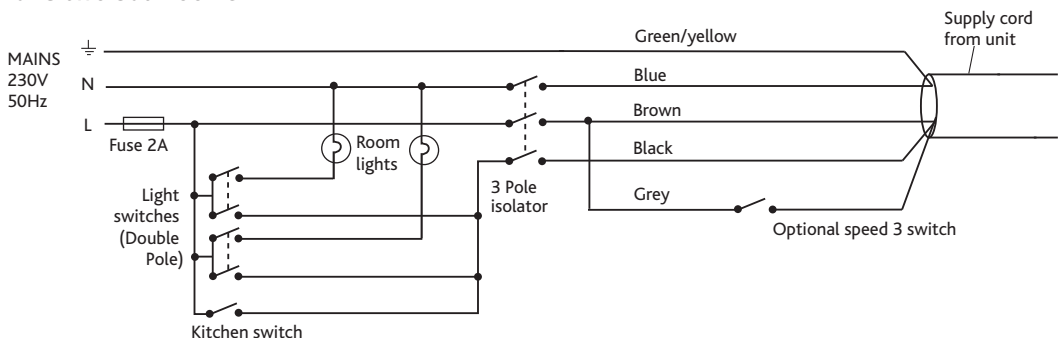 MAINS
230V
50Hz
N
L
Fuse 2A
Green/yellow
Blue
Brown
Black
Grey
Supply cord
from unit
Room
lights
3 Pole
isolator
Optional speed 3 switch
Light
switches
(Double
Pole)
Kitchen switch